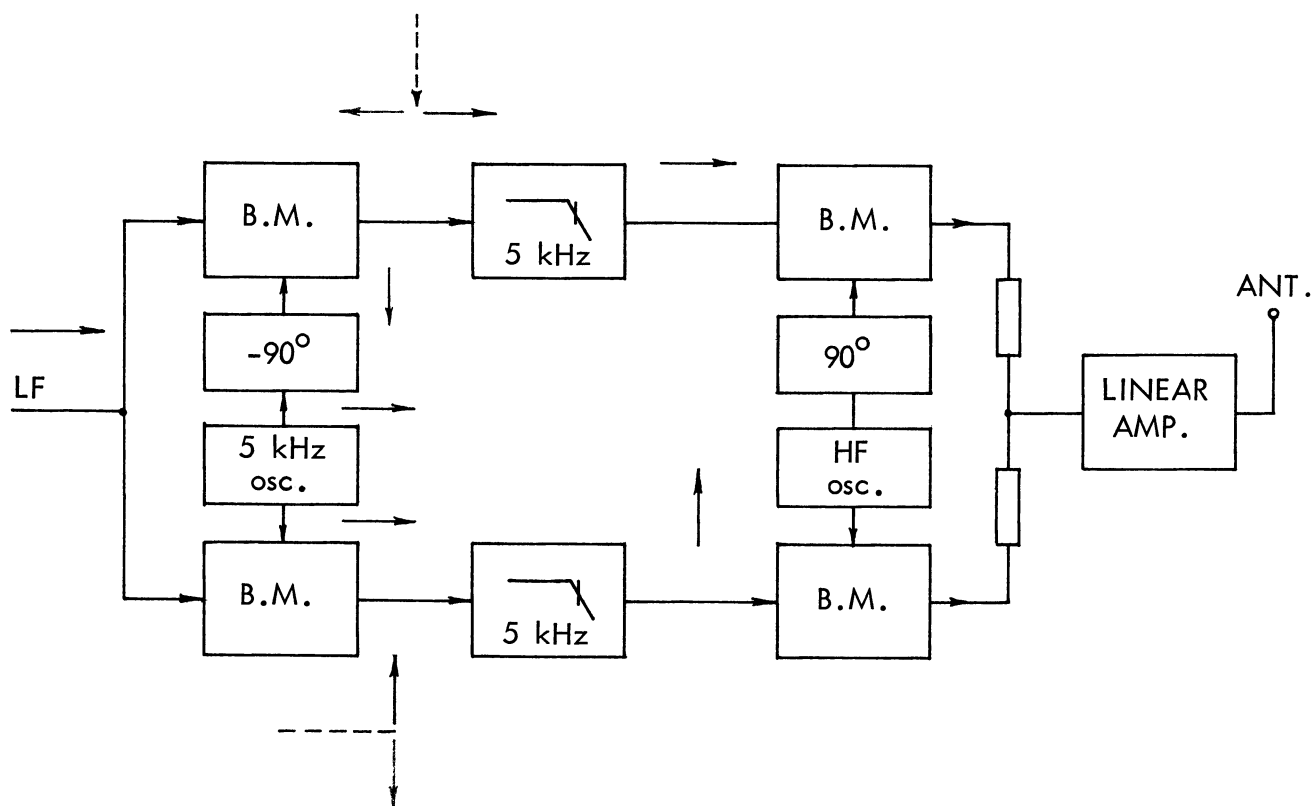 B.M.
5 kHz
B.M.
ANT.
-90°
90°
LF
LINEAR
AMP.
5 kHz
osc.
HF
osc.
B.M.
5 kHz
B.M.